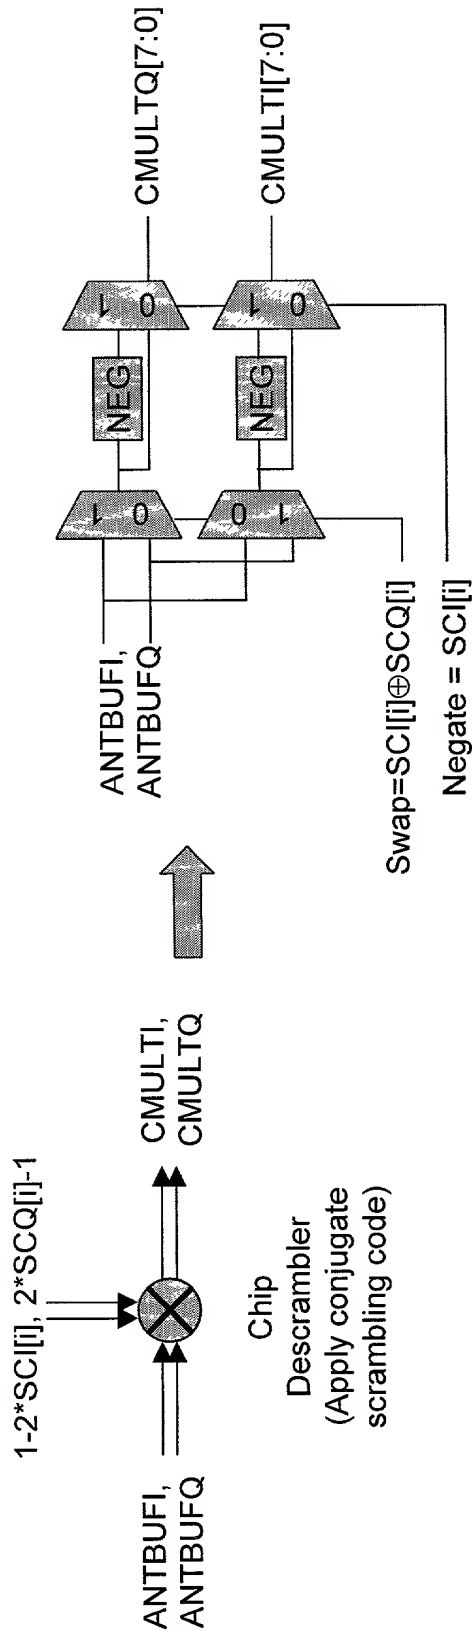 1-2*SCI[i], 2*SCQ[i]-1
ANTBUFI,
ANTBUFQ
CMULTI,
CMULTQ
Chip
Descrambler
(Apply conjugate
scrambling code)
ANTBUFI,
ANTBUFQ
1
0
NEG
1
0
CMULTQ[7:0]
0
1
NEG
1
0
CMULTI[7:0]
Swap=SCI[i]⊕SCQ[i]
Negate = SCI[i]